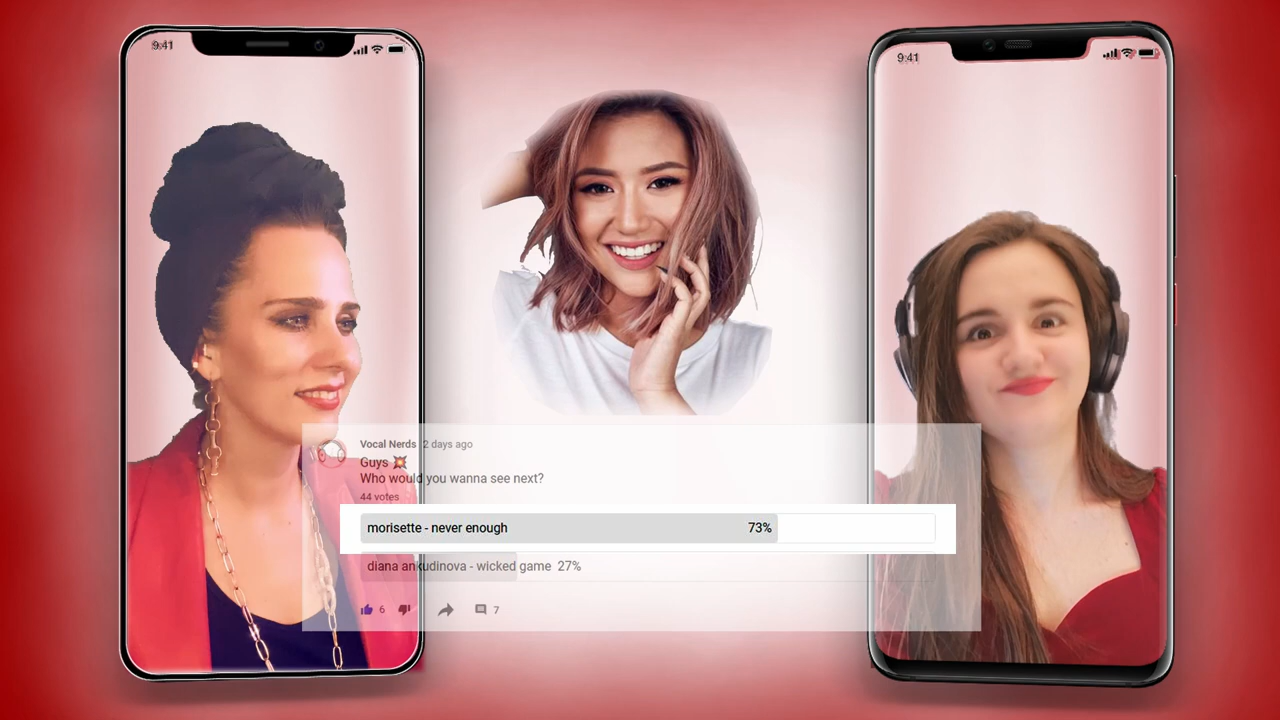 9:41
9:41
Vocal Nerds 2 days ago
Guys 💥
Who would you wanna see next?
44 votes
morisette - never enough 73%
diana ankudinova - wicked game 27%
6 7